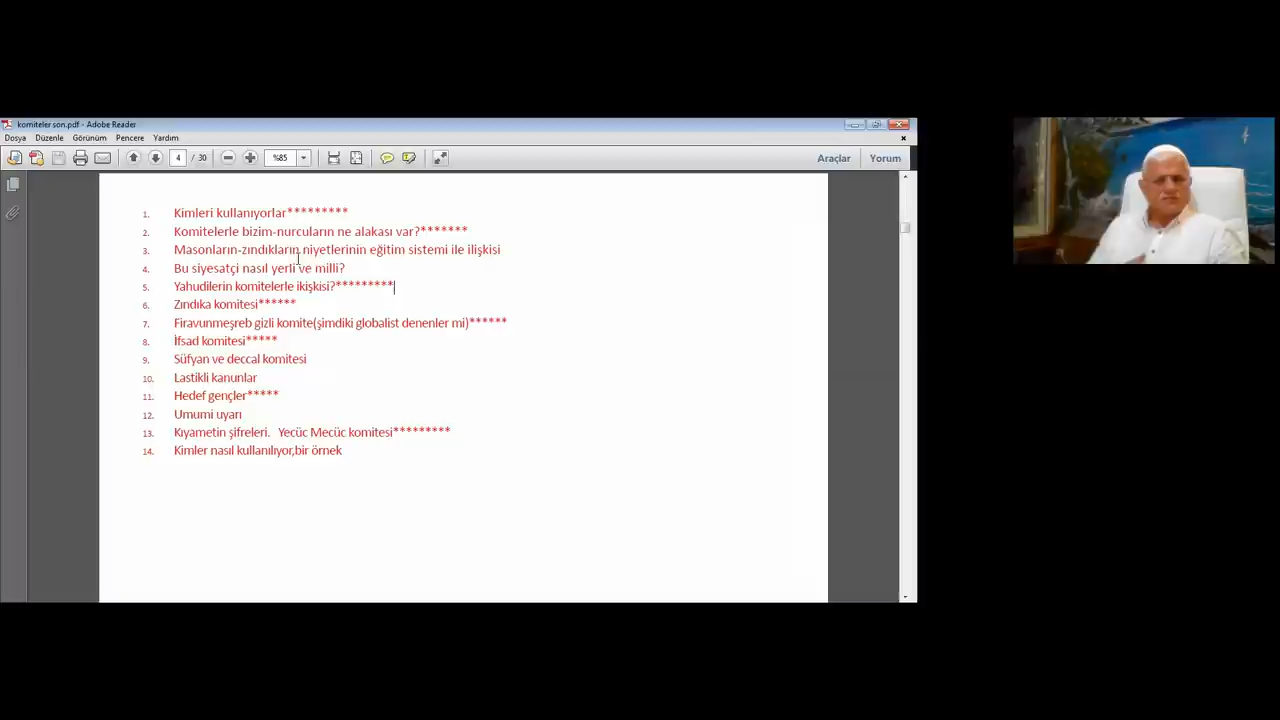 komiteler son.pdf - Adobe Reader
Dosya Düzenle Görünüm Pencere Yardım
4 / 30 %85 Araçlar Yorum
1. Kimleri kullanıyorlar*********
2. Komitelerle bizim-nurcuların ne alakası var?*******
3. Masonların-zındıkların niyetlerinin eğitim sistemi ile ilişkisi
4. Bu siyesatçi nasıl yerli ve milli?
5. Yahudilerin komitelerle ikişkisi?*********
6. Zındıka komitesi******
7. Firavunmeşreb gizli komite(şimdiki globalist denenler mi)******
8. İfsad komitesi*****
9. Süfyan ve deccal komitesi
10. Lastikli kanunlar
11. Hedef gençler*****
12. Umumi uyarı
13. Kıyametin şifreleri. Yecüc Mecüc komitesi*********
14. Kimler nasıl kullanılıyor,bir örnek